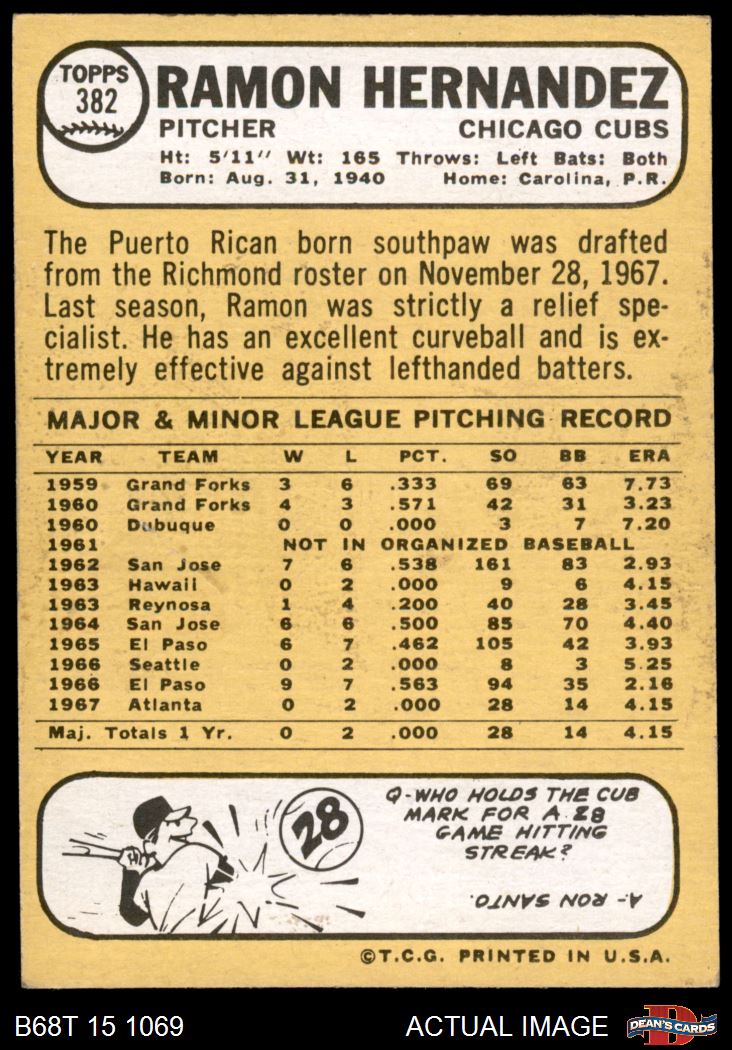 TOPPS
382
RAMON HERNANDEZ
PITCHER CHICAGO CUBS
Ht: 5'11" Wt: 165 Throws: Left Bats: Both
Born: Aug. 31, 1940 Home: Carolina, P.R.
The Puerto Rican born southpaw was drafted
from the Richmond roster on November 28, 1967.
Last season, Ramon was strictly a relief spe-
cialist. He has an excellent curveball and is ex-
tremely effective against lefthanded batters.
MAJOR & MINOR LEAGUE PITCHING RECORD
YEAR TEAM W L PCT. SO BB ERA
1959 Grand Forks 3 6 .333 69 63 7.73
1960 Grand Forks 4 3 .571 42 31 3.23
1960 Dubuque 0 0 .000 3 7 7.20
1961 NOT IN ORGANIZED BASEBALL
1962 San Jose 7 6 .538 161 83 2.93
1963 Hawaii 0 2 .000 9 6 4.15
1963 Reynosa 1 4 .200 40 28 3.45
1964 San Jose 6 6 .500 85 70 4.40
1965 El Paso 6 7 .462 105 42 3.93
1966 Seattle 0 2 .000 8 3 5.25
1966 El Paso 9 7 .563 94 35 2.16
1967 Atlanta 0 2 .000 28 14 4.15
Maj. Totals 1 Yr. 0 2 .000 28 14 4.15
28
Q-WHO HOLDS THE CUB
MARK FOR A 28
GAME HITTING
STREAK?
A- RON SANTO.
©T.C.G. PRINTED IN U.S.A.
B68T 15 1069 ACTUAL IMAGE
D
DEAN'S CARDS